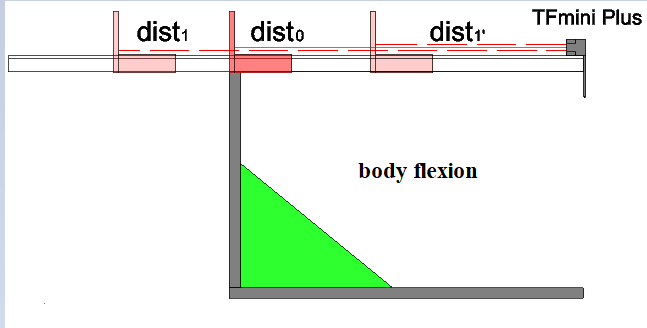 TFmini Plus
dist₁ dist₀ dist₁'
body flexion